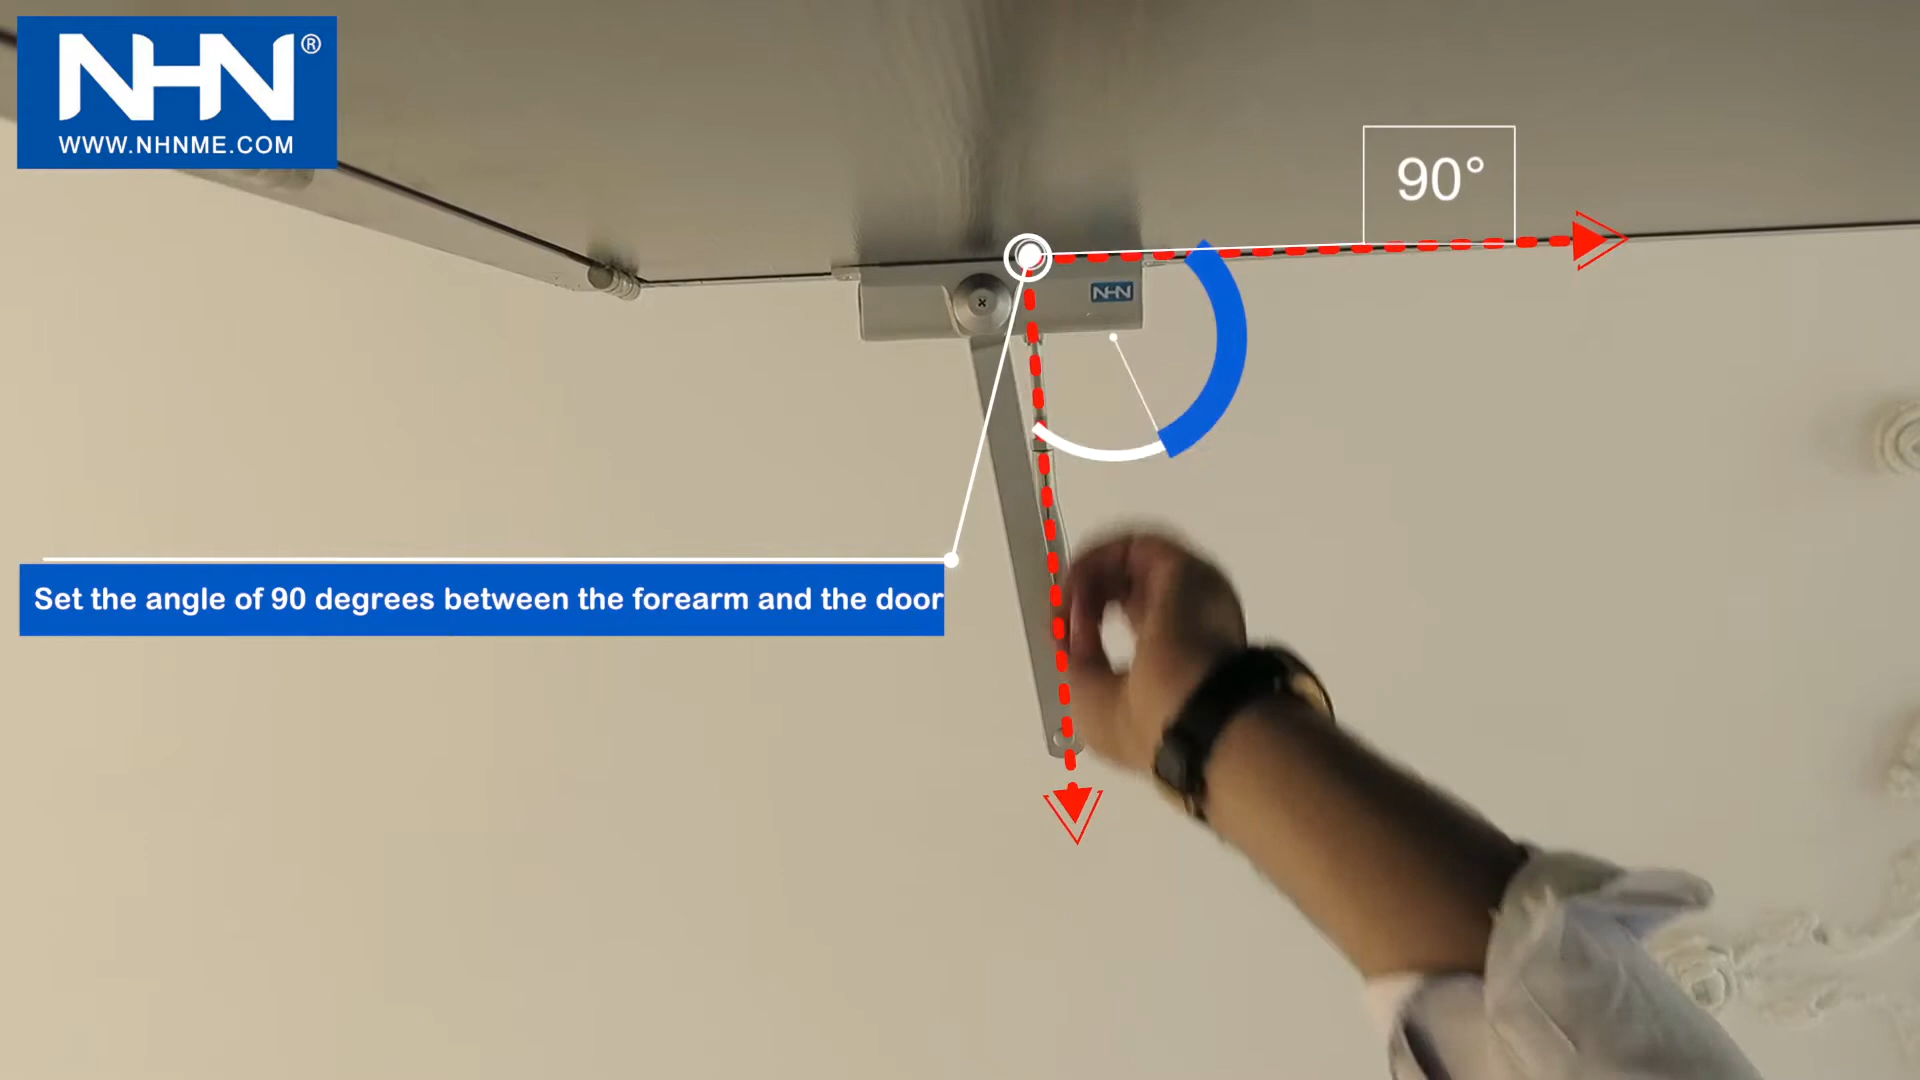 NHN®
WWW.NHNME.COM
90°
NHN
Set the angle of 90 degrees between the forearm and the door